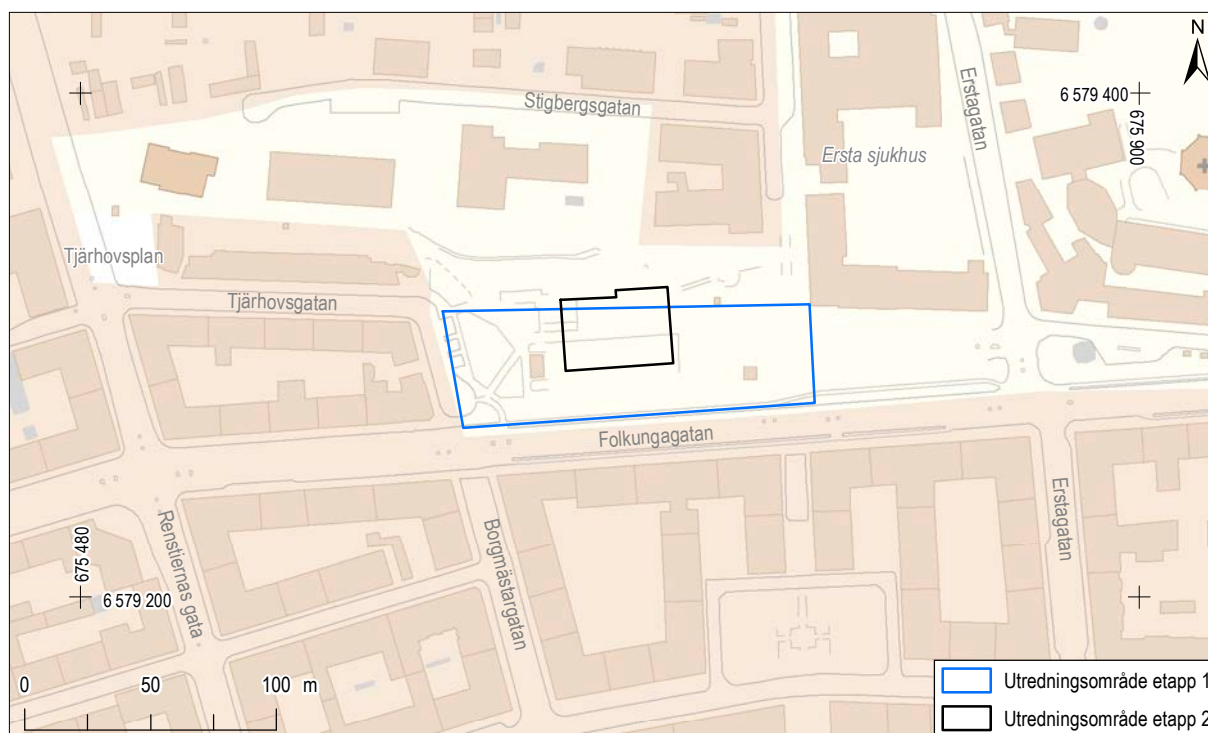 N
Stigbergsgatan
Erstagatan
6 579 400
675 900
Ersta sjukhus
Tjärhovsplan
Tjärhovsgatan
Folkungagatan
675 480
6 579 200
Renstiernas gata
Borgmästargatan
Erstagatan
0 50 100 m
Utredningsområde etapp 1
Utredningsområde etapp 2